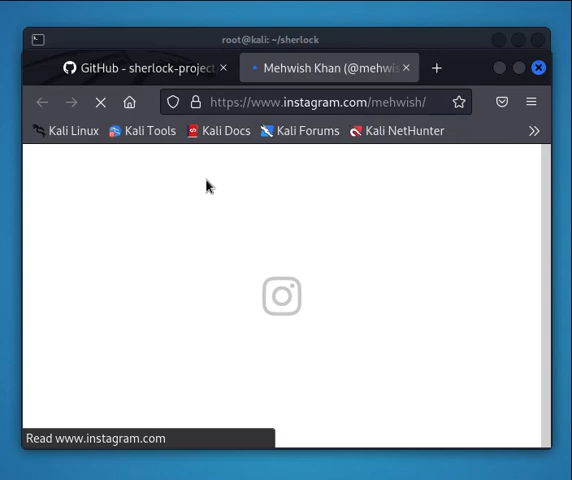 root@kali: ~/sherlock
GitHub - sherlock-project
Mehwish Khan (@mehwis
https://www.instagram.com/mehwish/
Kali Linux Kali Tools Kali Docs Kali Forums Kali NetHunter
Read www.instagram.com